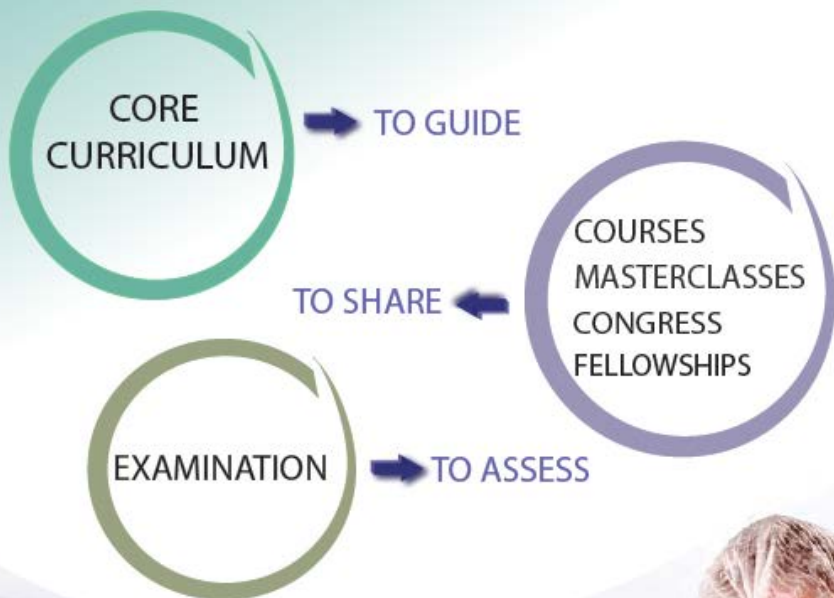 CORE
CURRICULUM
TO GUIDE
COURSES
MASTERCLASSES
CONGRESS
FELLOWSHIPS
TO SHARE
EXAMINATION
TO ASSESS